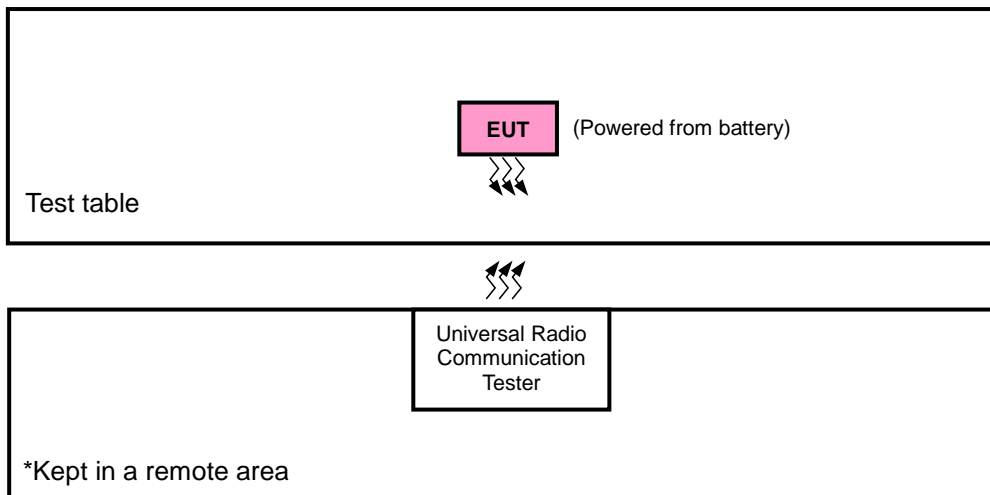 EUT
(Powered from battery)
Test table
Universal Radio
Communication
Tester
*Kept in a remote area